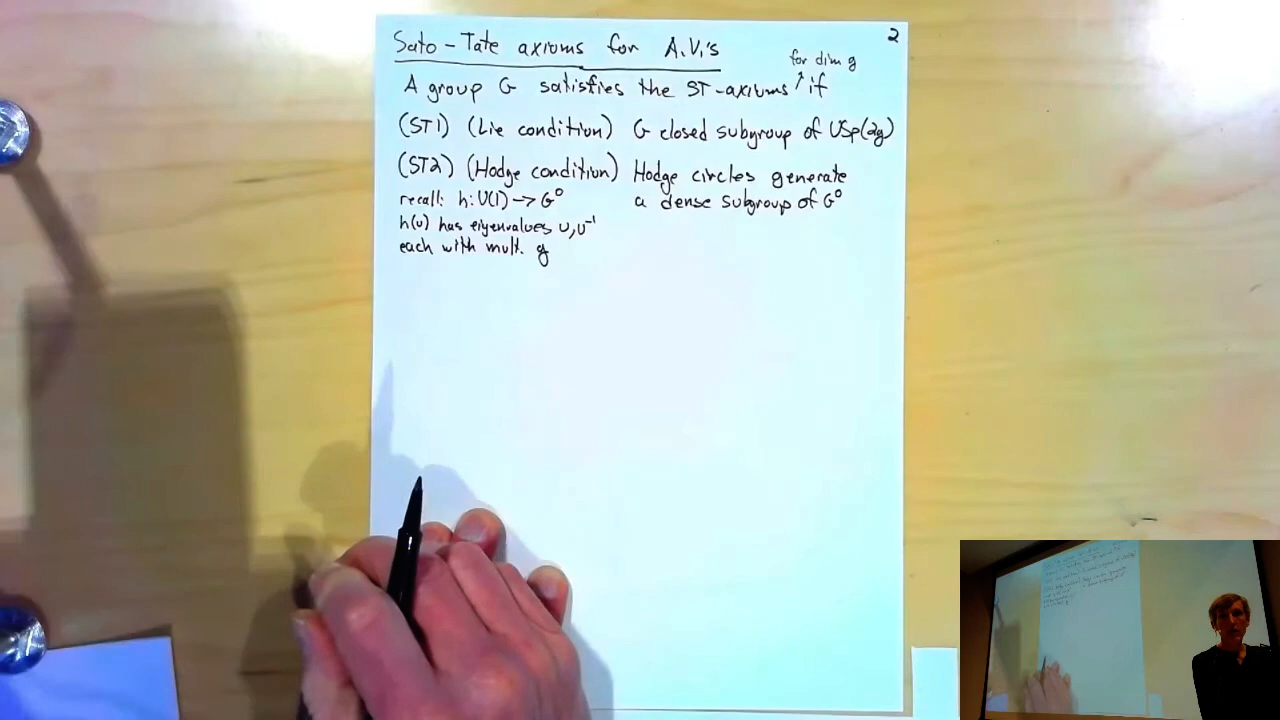 2
Sato-Tate axioms for A.V.'s
for dim g
A group G satisfies the ST-axioms ↑ if
(ST1) (Lie condition) G closed subgroup of USp(2g)
(ST2) (Hodge condition) Hodge circles generate
recall: h: U(1) → G⁰ a dense subgroup of G⁰
h(u) has eigenvalues u, u⁻¹
each with mult. g